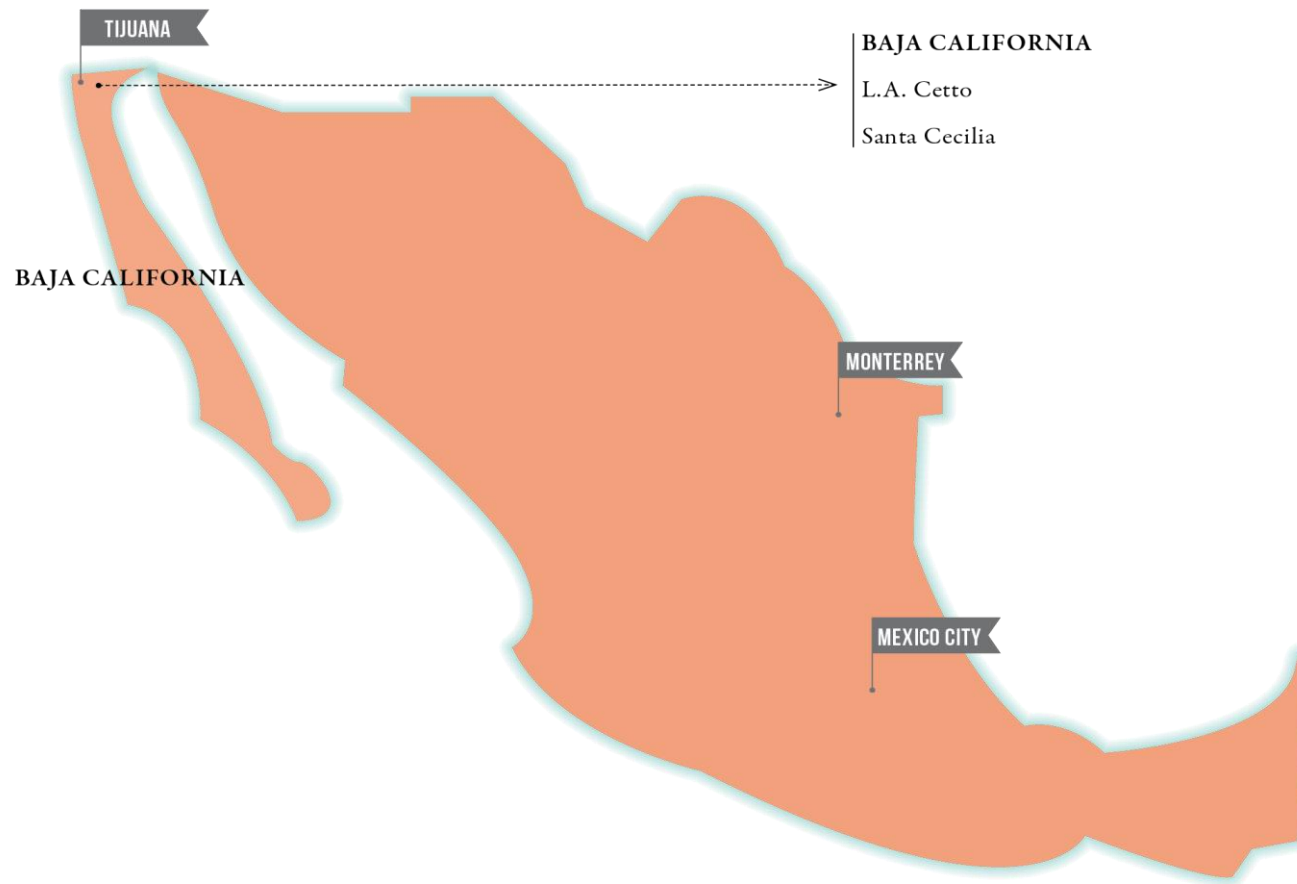 TIJUANA
BAJA CALIFORNIA
L.A. Cetto
Santa Cecilia
BAJA CALIFORNIA
MONTERREY
MEXICO CITY